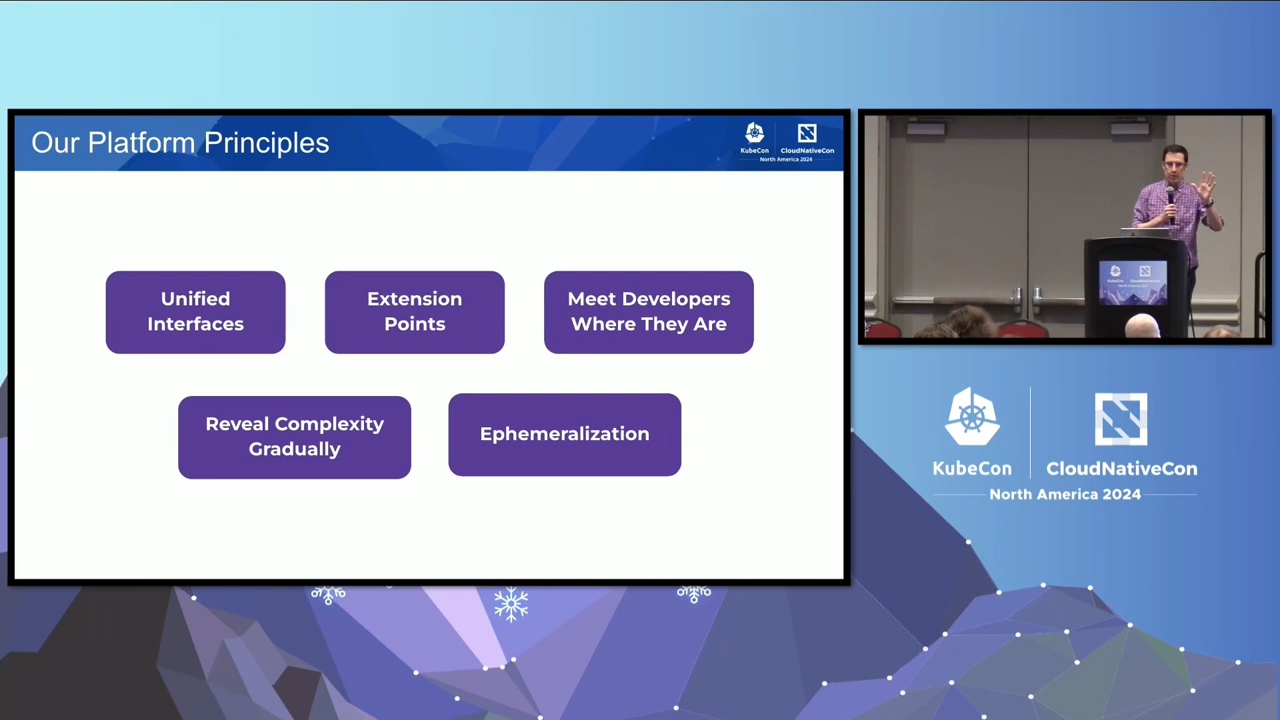 Our Platform Principles
KubeCon
CloudNativeCon
North America 2024
Unified
Interfaces
Extension
Points
Meet Developers
Where They Are
Reveal Complexity
Gradually
Ephemeralization
KubeCon
CloudNativeCon
North America 2024